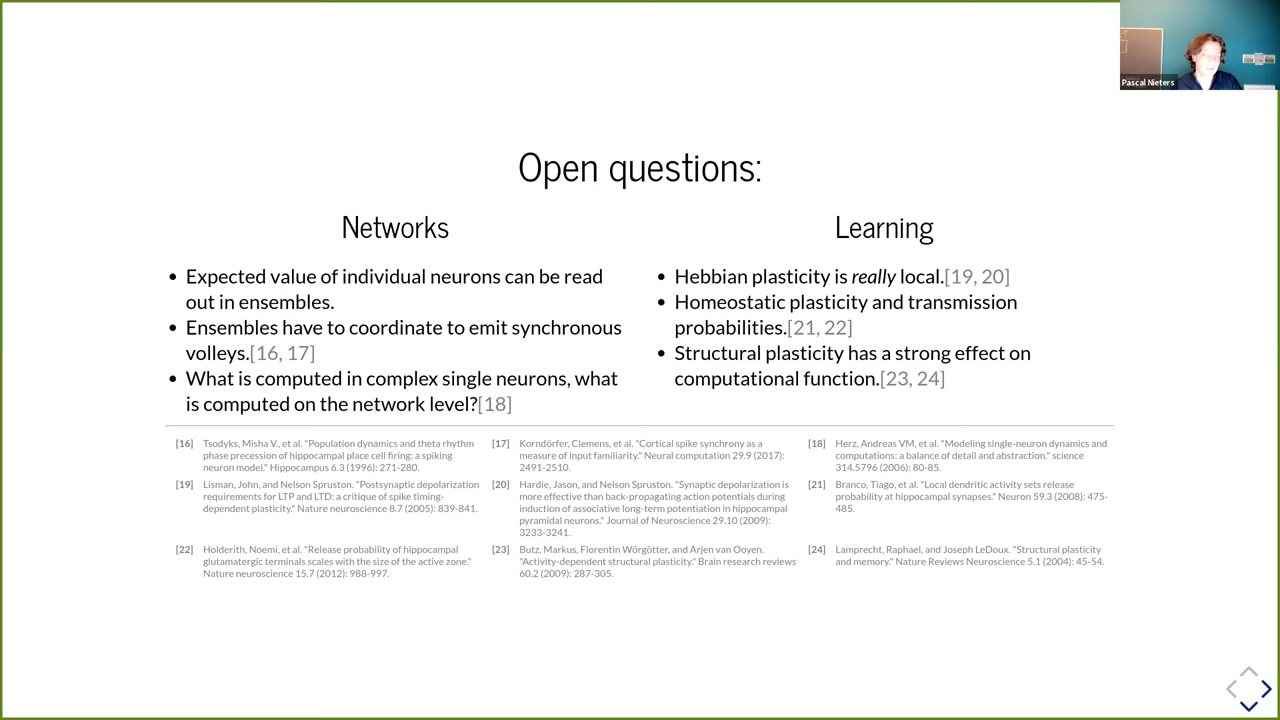 Pascal Nieters
Open questions:
Networks
• Expected value of individual neurons can be read
out in ensembles.
• Ensembles have to coordinate to emit synchronous
volleys.[16, 17]
• What is computed in complex single neurons, what
is computed on the network level?[18]
Learning
• Hebbian plasticity is really local.[19, 20]
• Homeostatic plasticity and transmission
probabilities.[21, 22]
• Structural plasticity has a strong effect on
computational function.[23, 24]
[16] Tsodyks, Misha V., et al. "Population dynamics and theta rhythm
phase precession of hippocampal place cell firing: a spiking
neuron model." Hippocampus 6.3 (1996): 271-280.
[17] Korndörfer, Clemens, et al. "Cortical spike synchrony as a
measure of input familiarity." Neural computation 29.9 (2017):
2491-2510.
[18] Herz, Andreas VM, et al. "Modeling single-neuron dynamics and
computations: a balance of detail and abstraction." science
314.5796 (2006): 80-85.
[19] Lisman, John, and Nelson Spruston. "Postsynaptic depolarization
requirements for LTP and LTD: a critique of spike timing-
dependent plasticity." Nature neuroscience 8.7 (2005): 839-841.
[20] Hardie, Jason, and Nelson Spruston. "Synaptic depolarization is
more effective than back-propagating action potentials during
induction of associative long-term potentiation in hippocampal
pyramidal neurons." Journal of Neuroscience 29.10 (2009):
3233-3241.
[21] Branco, Tiago, et al. "Local dendritic activity sets release
probability at hippocampal synapses." Neuron 59.3 (2008): 475-
485.
[22] Holderith, Noemi, et al. "Release probability of hippocampal
glutamatergic terminals scales with the size of the active zone."
Nature neuroscience 15.7 (2012): 988-997.
[23] Butz, Markus, Florentin Wörgötter, and Arjen van Ooyen.
"Activity-dependent structural plasticity." Brain research reviews
60.2 (2009): 287-305.
[24] Lamprecht, Raphael, and Joseph LeDoux. "Structural plasticity
and memory." Nature Reviews Neuroscience 5.1 (2004): 45-54.